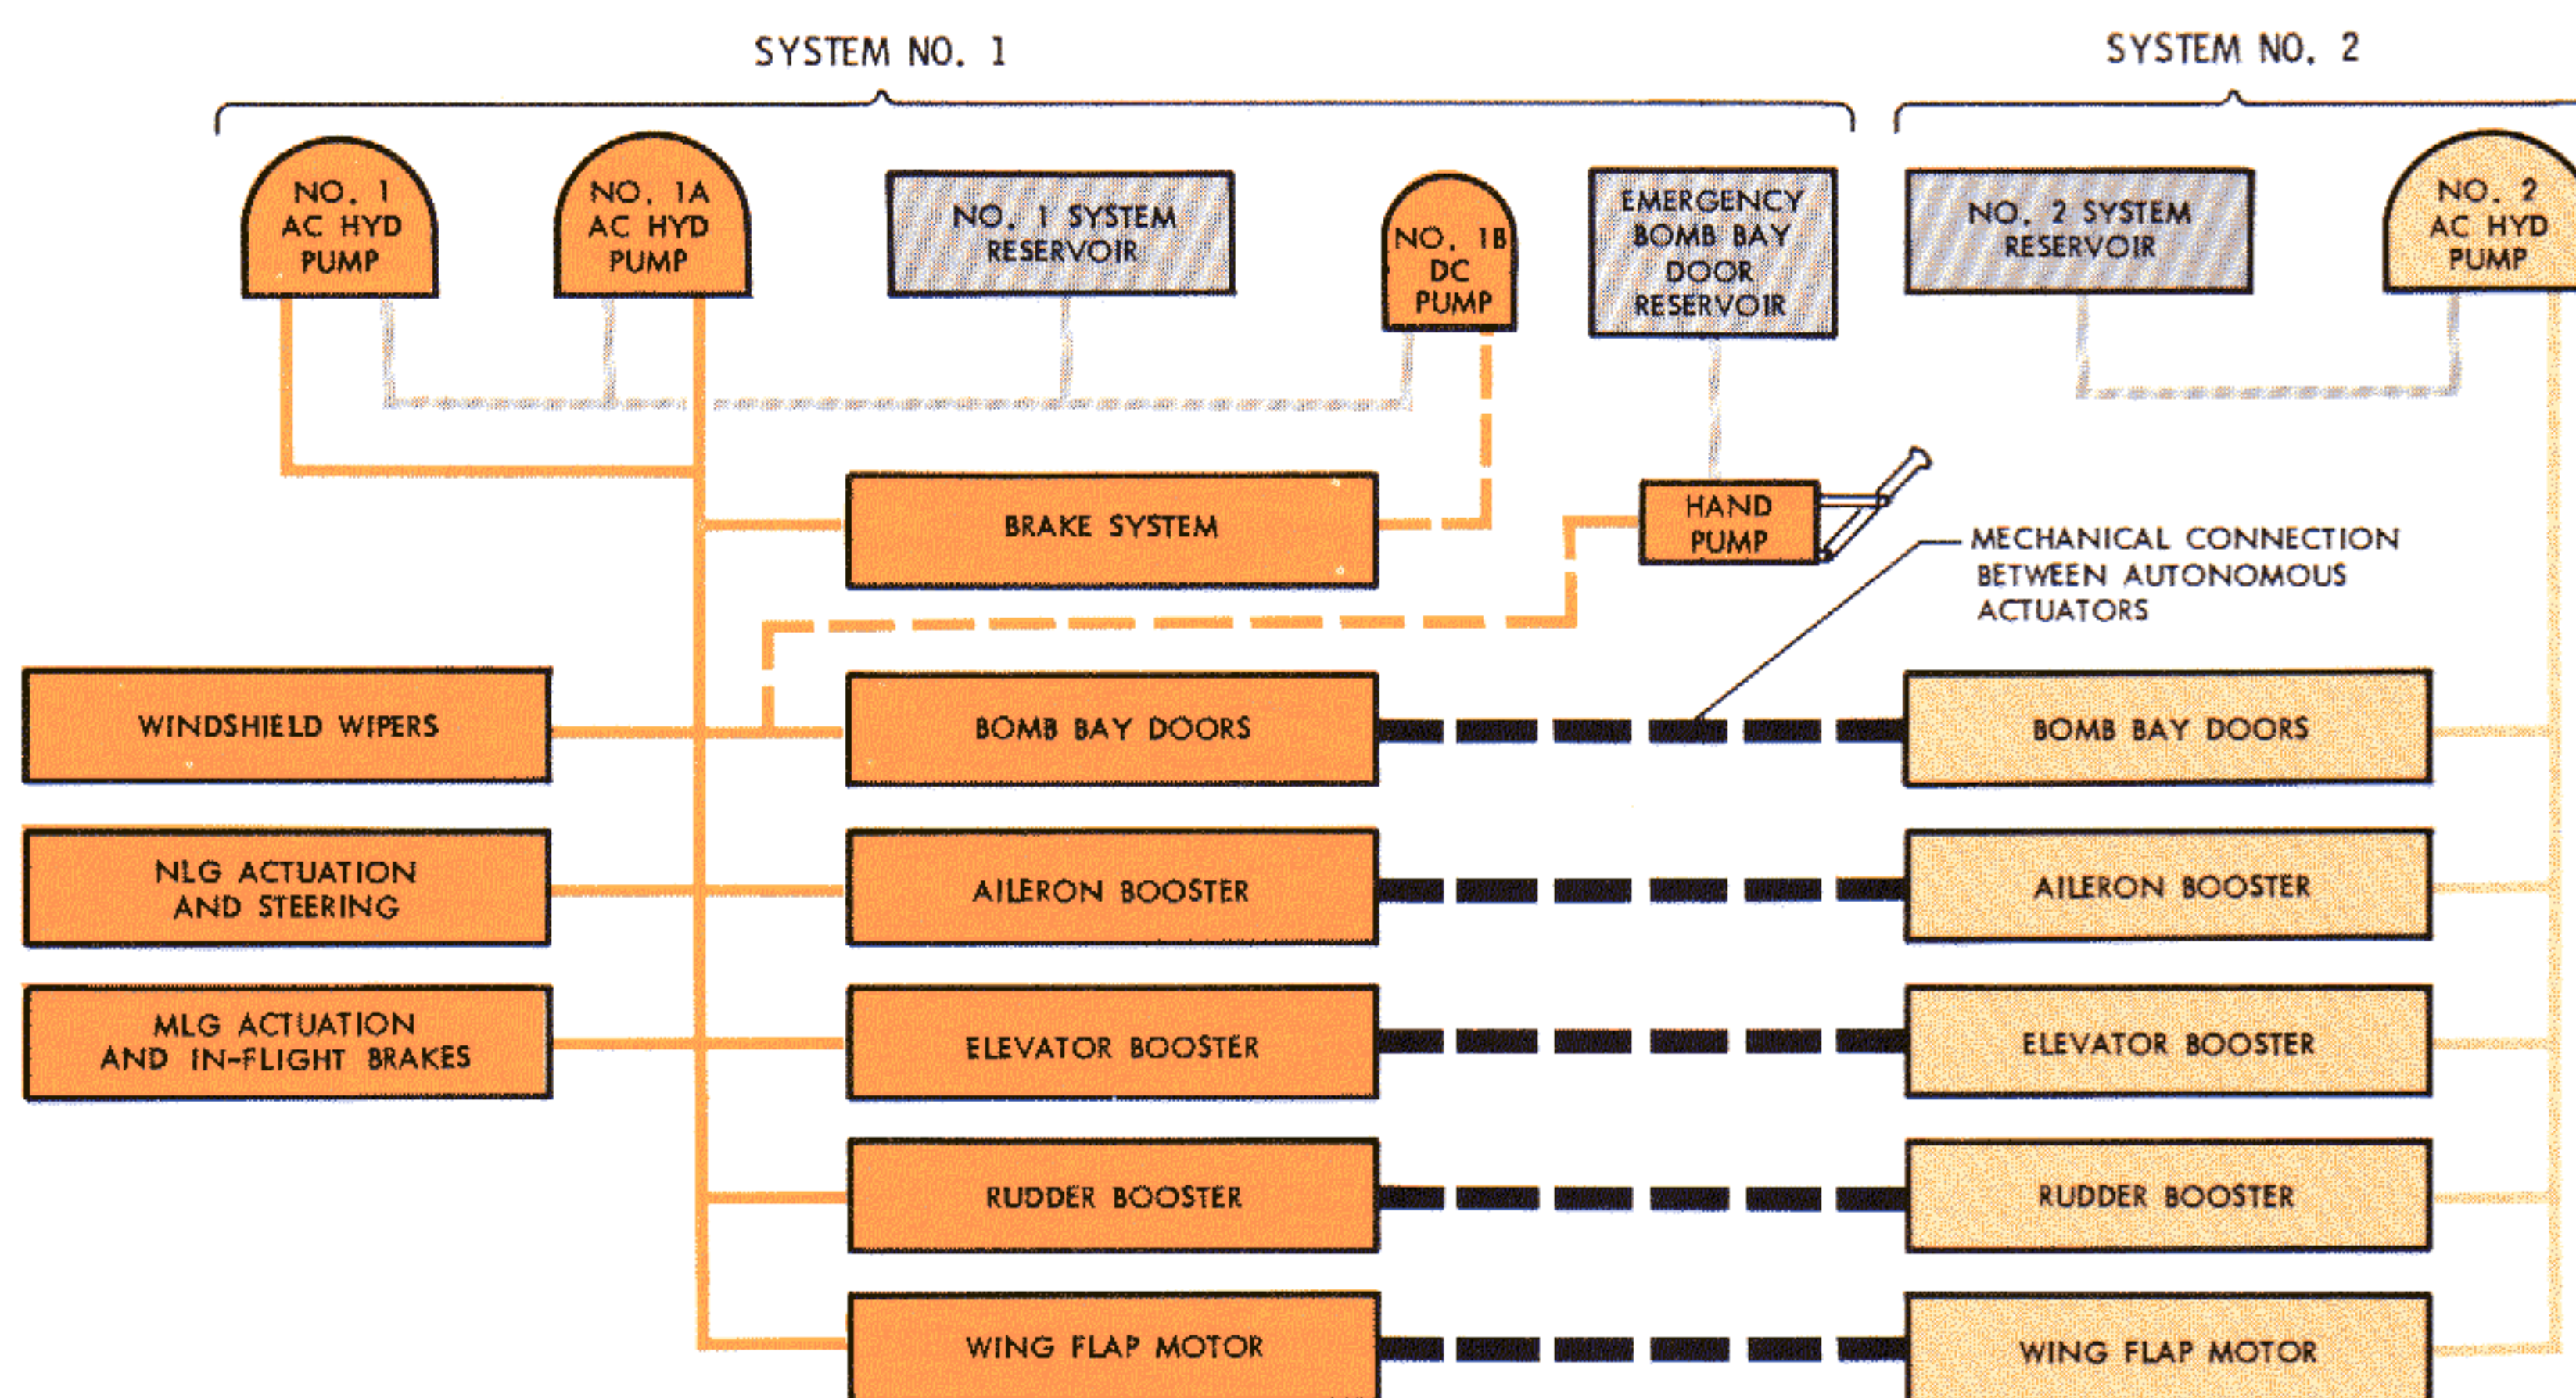 SYSTEM NO. 1
SYSTEM NO. 2
NO. 1
AC HYD
PUMP
NO. 1A
AC HYD
PUMP
NO. 1 SYSTEM
RESERVOIR
NO. 1B
DC
PUMP
EMERGENCY
BOMB BAY
DOOR
RESERVOIR
NO. 2 SYSTEM
RESERVOIR
NO. 2
AC HYD
PUMP
BRAKE SYSTEM
HAND
PUMP
MECHANICAL CONNECTION
BETWEEN AUTONOMOUS
ACTUATORS
WINDSHIELD WIPERS
BOMB BAY DOORS
BOMB BAY DOORS
NLG ACTUATION
AND STEERING
AILERON BOOSTER
AILERON BOOSTER
MLG ACTUATION
AND IN-FLIGHT BRAKES
ELEVATOR BOOSTER
ELEVATOR BOOSTER
RUDDER BOOSTER
RUDDER BOOSTER
WING FLAP MOTOR
WING FLAP MOTOR